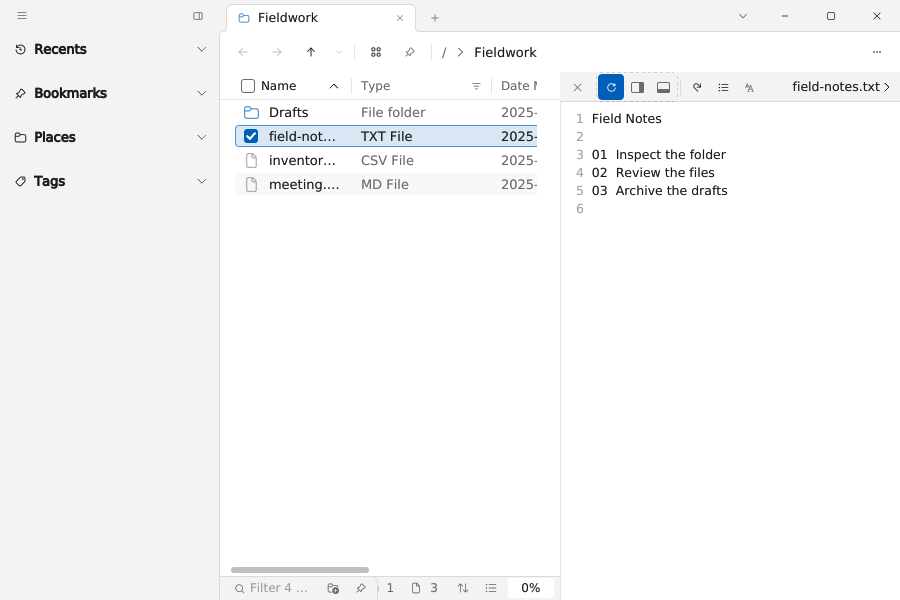 Fieldwork
Recents
Bookmarks
Places
Tags
/ > Fieldwork
Name Type Date M
Drafts File folder 2025-
field-not... TXT File 2025-
inventor... CSV File 2025-
meeting.... MD File 2025-
field-notes.txt
1 Field Notes
2
3 01 Inspect the folder
4 02 Review the files
5 03 Archive the drafts
6
Filter 4 ... 1 3 0%